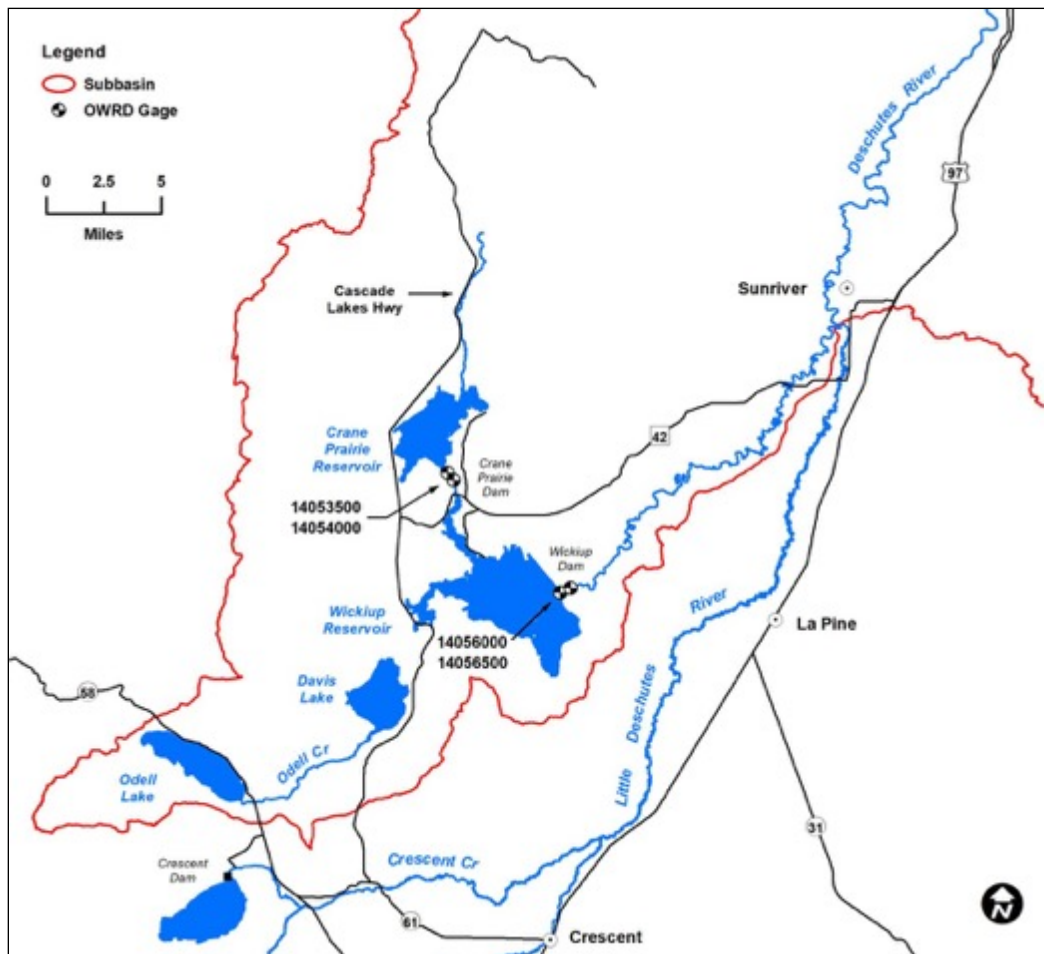 Legend
Subbasin
OWRD Gage
0 2.5 5
Miles
Deschutes River
97
Cascade
Lakes Hwy
Sunriver
Crane
Prairie
Reservoir
Crane
Prairie
Dam
42
14053500
14054000
Wickiup
Dam
Wickiup
Reservoir
14056000
14056500
River
La Pine
Davis
Lake
58
Deschutes
Odell Cr
Odell
Lake
Little
31
Crescent
Dam
Crescent Cr
61
Crescent
N